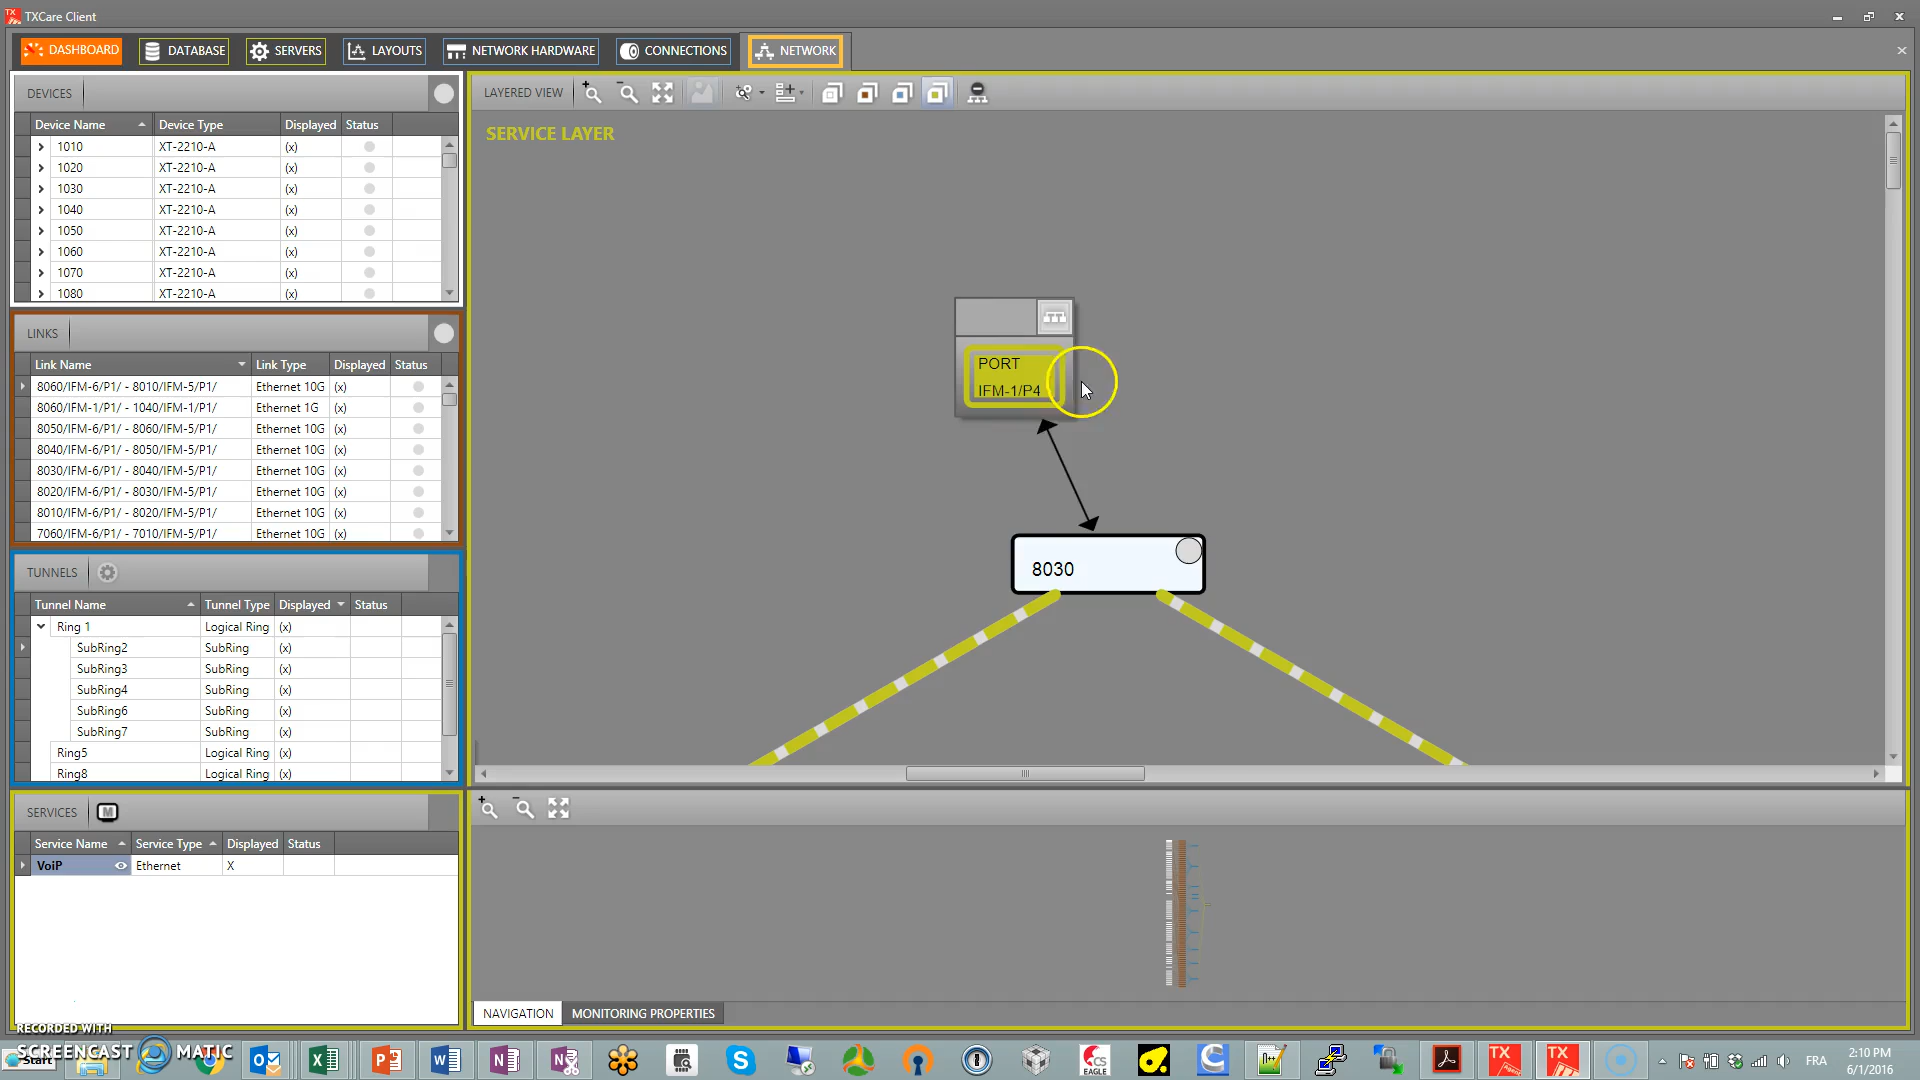 TXCare Client
DASHBOARD DATABASE SERVERS LAYOUTS NETWORK HARDWARE CONNECTIONS NETWORK
DEVICES
Device Name Device Type Displayed Status
1010 XT-2210-A (x)
1020 XT-2210-A (x)
1030 XT-2210-A (x)
1040 XT-2210-A (x)
1050 XT-2210-A (x)
1060 XT-2210-A (x)
1070 XT-2210-A (x)
1080 XT-2210-A (x)
LINKS
Link Name Link Type Displayed Status
8060/IFM-6/P1/ - 8010/IFM-5/P1/ Ethernet 10G (x)
8060/IFM-1/P1/ - 1040/IFM-1/P1/ Ethernet 1G (x)
8050/IFM-6/P1/ - 8060/IFM-5/P1/ Ethernet 10G (x)
8040/IFM-6/P1/ - 8050/IFM-5/P1/ Ethernet 10G (x)
8030/IFM-6/P1/ - 8040/IFM-5/P1/ Ethernet 10G (x)
8020/IFM-6/P1/ - 8030/IFM-5/P1/ Ethernet 10G (x)
8010/IFM-6/P1/ - 8020/IFM-5/P1/ Ethernet 10G (x)
7060/IFM-6/P1/ - 7010/IFM-5/P1/ Ethernet 10G (x)
TUNNELS
Tunnel Name Tunnel Type Displayed Status
Ring 1 Logical Ring (x)
SubRing2 SubRing (x)
SubRing3 SubRing (x)
SubRing4 SubRing (x)
SubRing6 SubRing (x)
SubRing7 SubRing (x)
Ring5 Logical Ring (x)
Ring8 Logical Ring (x)
SERVICES M
Service Name Service Type Displayed Status
VoiP Ethernet X
LAYERED VIEW
SERVICE LAYER
PORT
IFM-1/P4
8030
NAVIGATION MONITORING PROPERTIES
RECORDED WITH
SCREENCAST MATIC
Start
CS
EAGLE
TX
TX
FRA
2:10 PM
6/1/2016